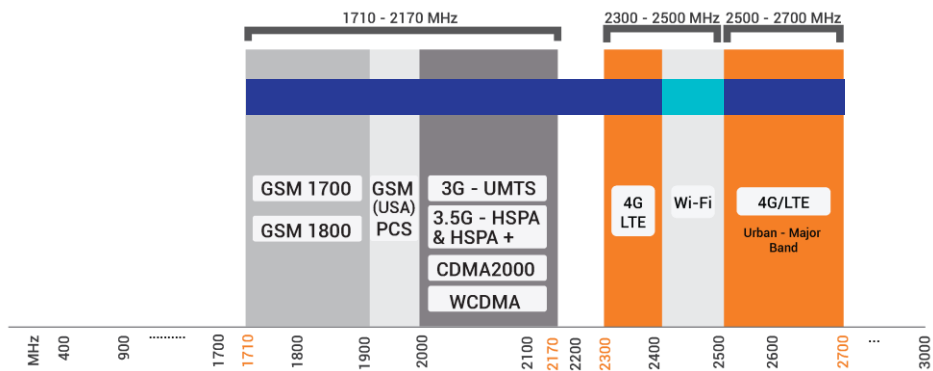 1710 - 2170 MHz
2300 - 2500 MHz
2500 - 2700 MHz
GSM 1700
GSM 1800
GSM
(USA)
PCS
3G - UMTS
3.5G - HSPA
& HSPA +
CDMA2000
WCDMA
4G
LTE
Wi-Fi
4G/LTE
Urban - Major
Band
MHz
400
900
..........
1700
1710
1800
1900
2000
2100
2170
2200
2300
2400
2500
2600
2700
...
3000